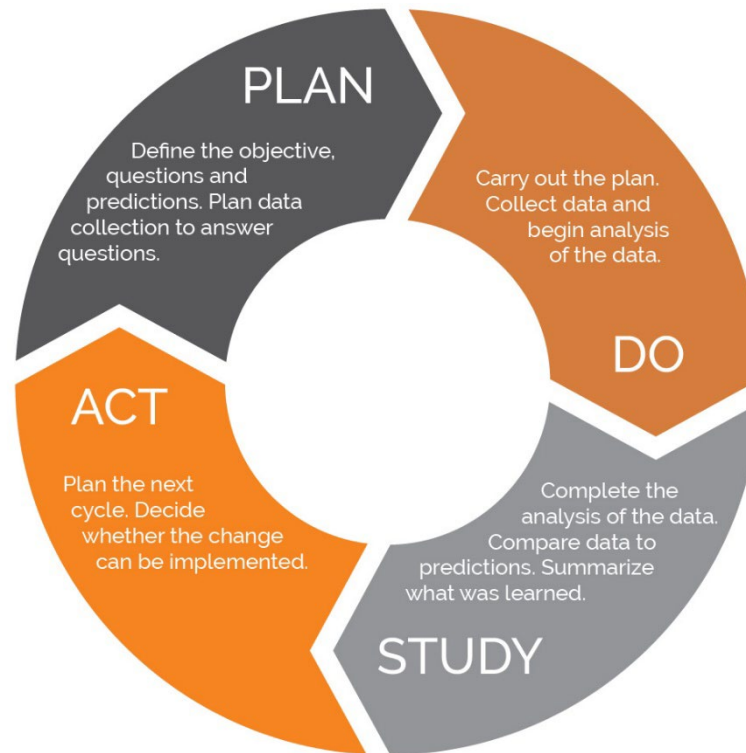 PLAN
Define the objective,
questions and
predictions. Plan data
collection to answer
questions.
Carry out the plan.
Collect data and
begin analysis
of the data.
DO
Complete the
analysis of the data.
Compare data to
predictions. Summarize
what was learned.
STUDY
ACT
Plan the next
cycle. Decide
whether the change
can be implemented.